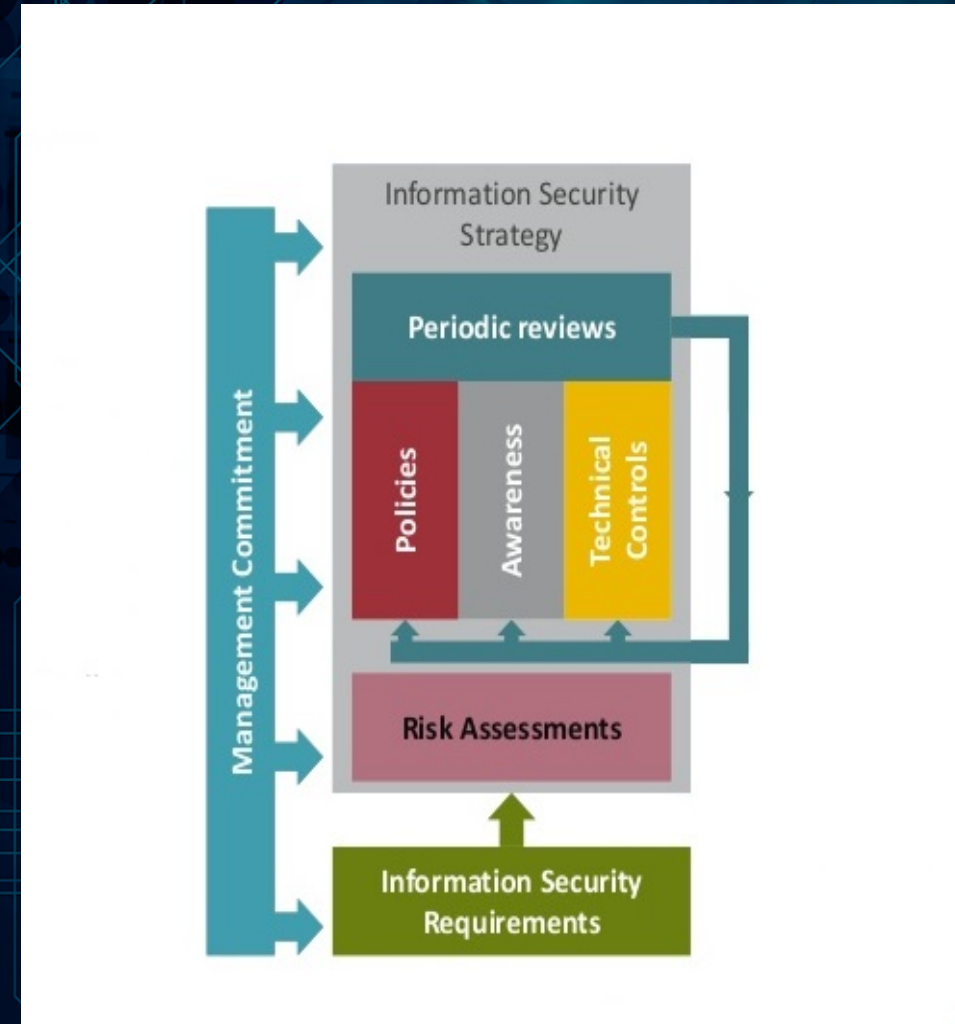 Information Security
Strategy
Periodic reviews
Management Commitment
Policies
Awareness
Technical
Controls
Risk Assessments
Information Security
Requirements